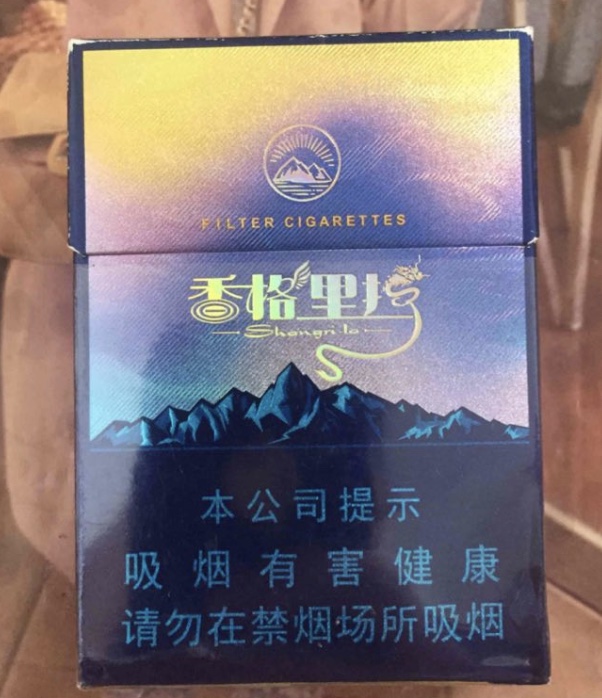 FILTER CIGARETTES
香格里拉
Shangri la
本公司提示
吸烟有害健康
请勿在禁烟场所吸烟